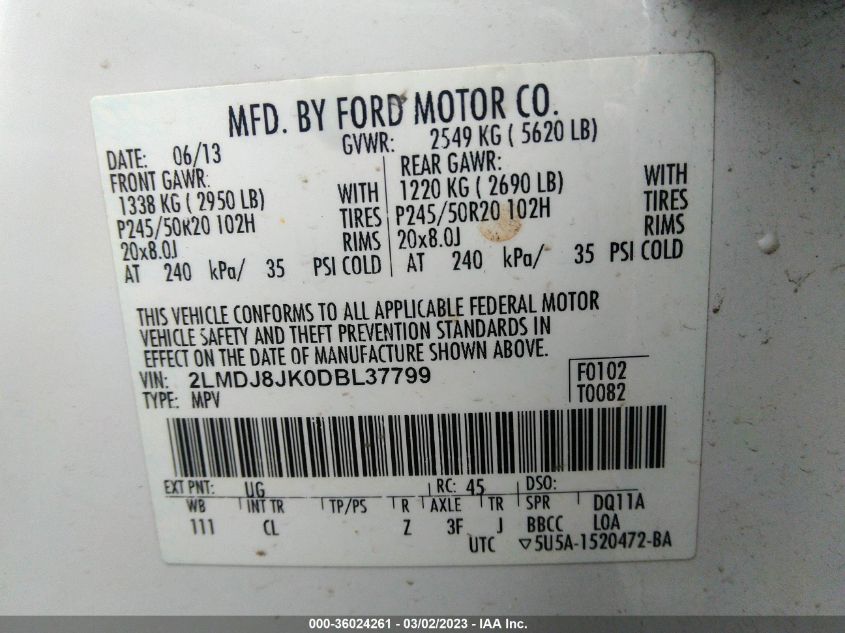 MFD. BY FORD MOTOR CO.
DATE: 06/13 GVWR: 2549 KG ( 5620 LB)
FRONT GAWR: REAR GAWR:
1338 KG ( 2950 LB) WITH 1220 KG ( 2690 LB) WITH
P245/50R20 102H TIRES P245/50R20 102H TIRES
20x8.0J RIMS 20x8.0J RIMS
AT 240 kPa/ 35 PSI COLD AT 240 kPa/ 35 PSI COLD
THIS VEHICLE CONFORMS TO ALL APPLICABLE FEDERAL MOTOR
VEHICLE SAFETY AND THEFT PREVENTION STANDARDS IN
EFFECT ON THE DATE OF MANUFACTURE SHOWN ABOVE.
VIN: 2LMDJ8JK0DBL37799 F0102
TYPE: MPV T0082
EXT PNT: UG RC: 45 DSO:
WB INT TR TP/PS R AXLE TR SPR DQ11A
111 CL Z 3F J BBCC LOA
UTC ▽5U5A-1520472-BA
000-36024261 - 03/02/2023 - IAA Inc.